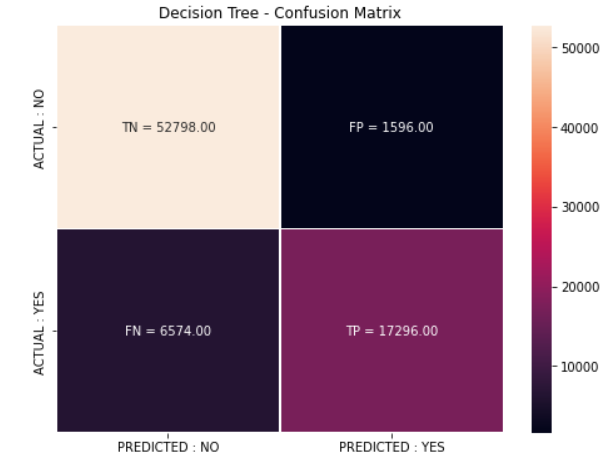 Decision Tree - Confusion Matrix
ACTUAL : NO
TN = 52798.00
FP = 1596.00
ACTUAL : YES
FN = 6574.00
TP = 17296.00
PREDICTED : NO
PREDICTED : YES
50000
40000
30000
20000
10000